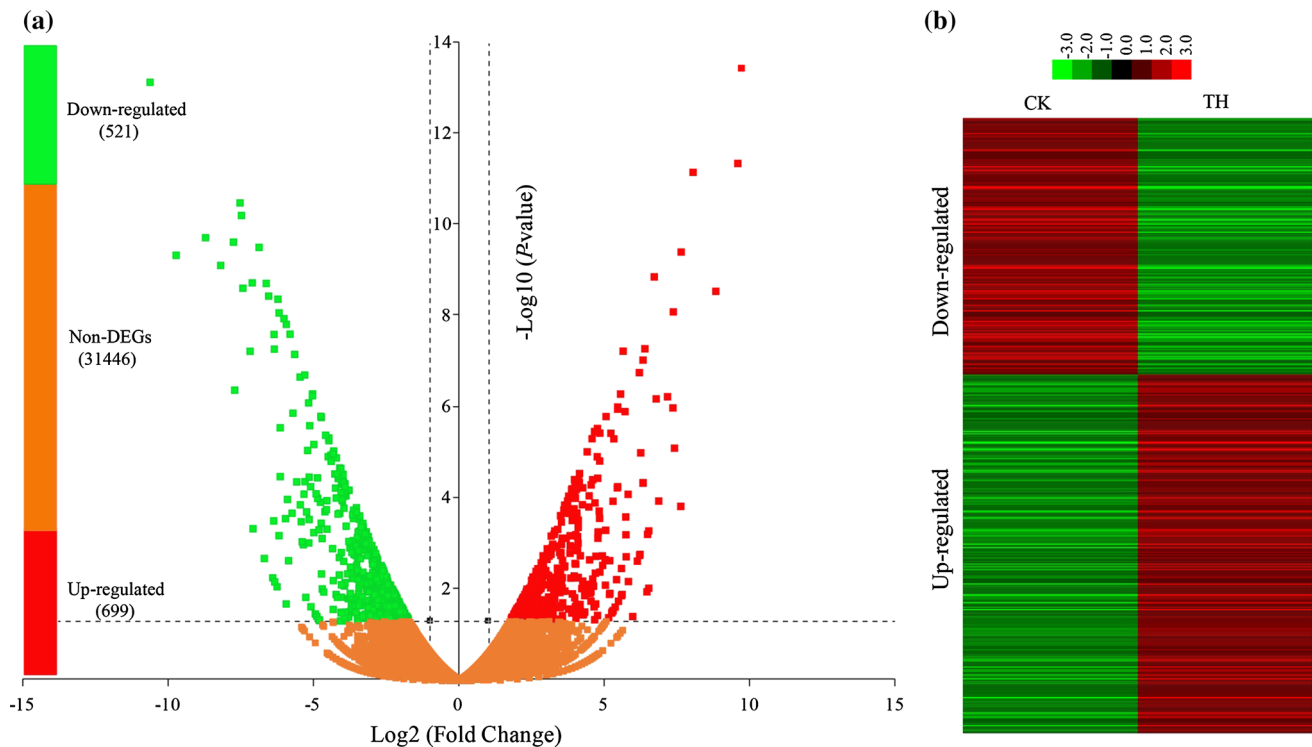 (a)
(b)
Down-regulated
(521)
Non-DEGs
(31446)
Up-regulated
(699)
14
12
10
8
6
4
2
-Log10 (P-value)
-15
-10
-5
0
5
10
15
Log2 (Fold Change)
-3.0
-2.0
-1.0
0.0
1.0
2.0
3.0
CK
TH
Down-regulated
Up-regulated